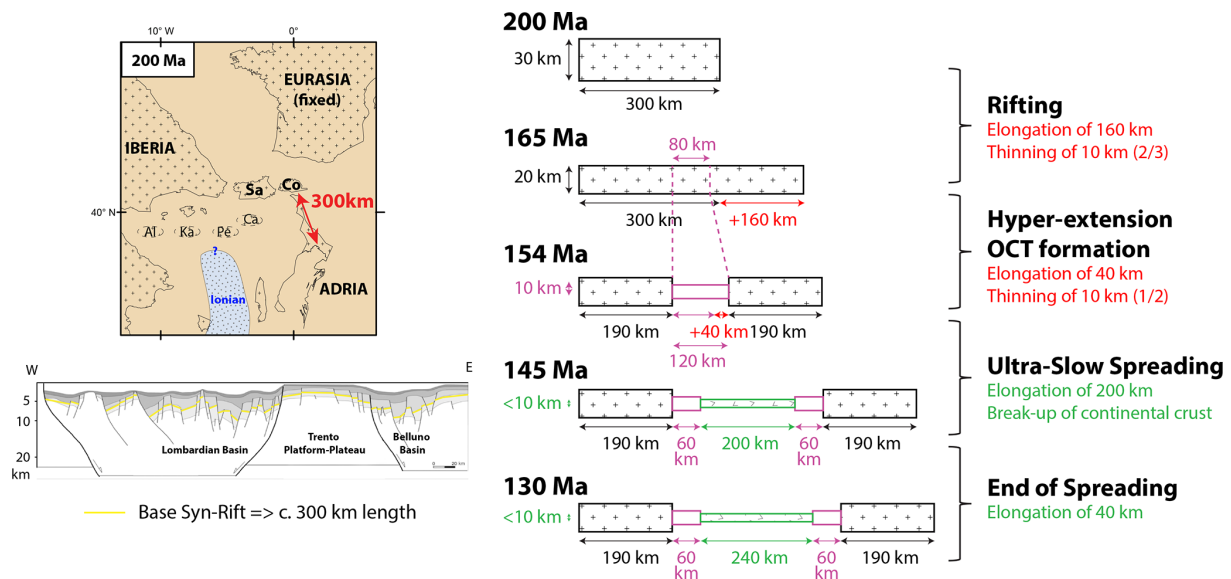 10° W
0°
200 Ma
EURASIA
(fixed)
IBERIA
Sa
Co
300km
40° N
Ca
Al
Ka
Pé
?
ADRIA
Ionian
W
E
5
10
20
km
Lombardian Basin
Trento
Platform-Plateau
Belluno
Basin
0 20 km
Base Syn-Rift => c. 300 km length
200 Ma
30 km
300 km
165 Ma
80 km
20 km
300 km
+160 km
154 Ma
10 km
190 km
+40 km
190 km
120 km
145 Ma
<10 km
190 km
60
km
200 km
60
km
190 km
130 Ma
<10 km
190 km
60
km
240 km
60
km
190 km
Rifting
Elongation of 160 km
Thinning of 10 km (2/3)
Hyper-extension
OCT formation
Elongation of 40 km
Thinning of 10 km (1/2)
Ultra-Slow Spreading
Elongation of 200 km
Break-up of continental crust
End of Spreading
Elongation of 40 km